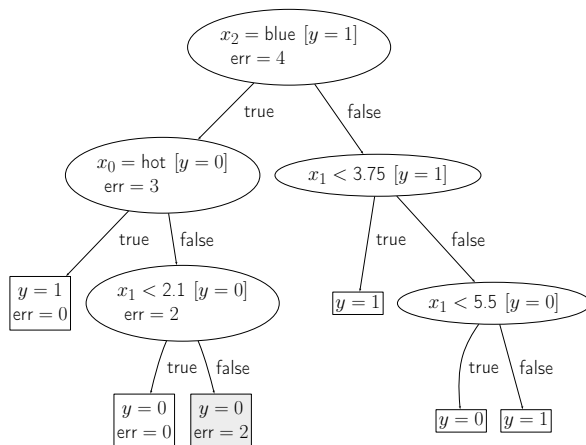 x₂ = blue [y = 1]
err = 4
true
false
x₀ = hot [y = 0]
err = 3
x₁ < 3.75 [y = 1]
true
false
true
false
y = 1
err = 0
x₁ < 2.1 [y = 0]
err = 2
y = 1
x₁ < 5.5 [y = 0]
true
false
true
false
y = 0
err = 0
y = 0
err = 2
y = 0
y = 1